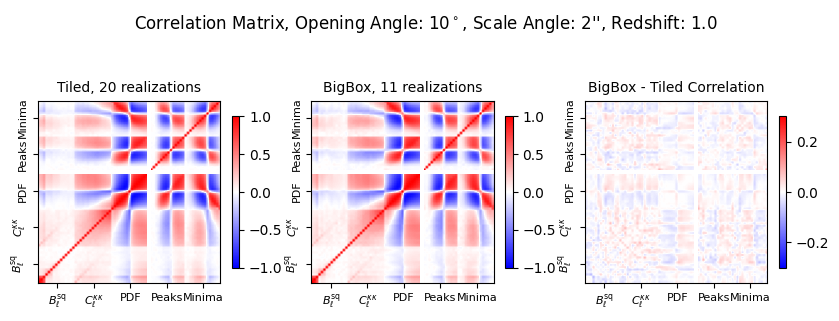 Correlation Matrix, Opening Angle: 10°, Scale Angle: 2'', Redshift: 1.0
Tiled, 20 realizations
BigBox, 11 realizations
BigBox - Tiled Correlation
Minima
Peaks
PDF
C_ℓ^κκ
B_ℓ^sq
B_ℓ^sq C_ℓ^κκ PDF Peaks Minima
1.0
0.5
0.0
−0.5
−1.0
Minima
Peaks
PDF
C_ℓ^κκ
B_ℓ^sq
B_ℓ^sq C_ℓ^κκ PDF Peaks Minima
1.0
0.5
0.0
−0.5
−1.0
Minima
Peaks
PDF
C_ℓ^κκ
B_ℓ^sq
B_ℓ^sq C_ℓ^κκ PDF Peaks Minima
0.2
0.0
−0.2